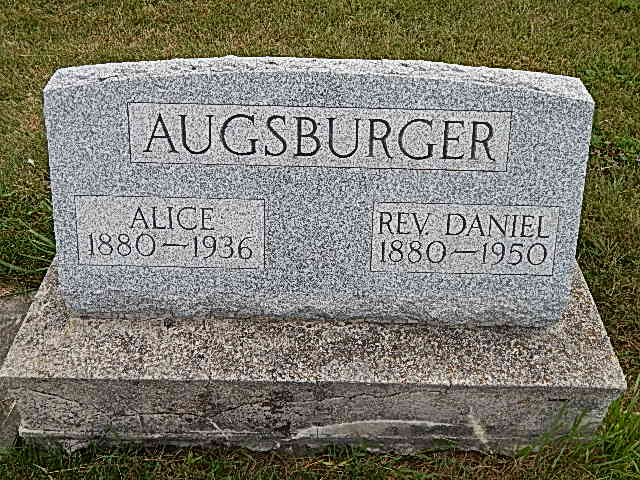 AUGSBURGER
ALICE
1880—1936
REV. DANIEL
1880—1950